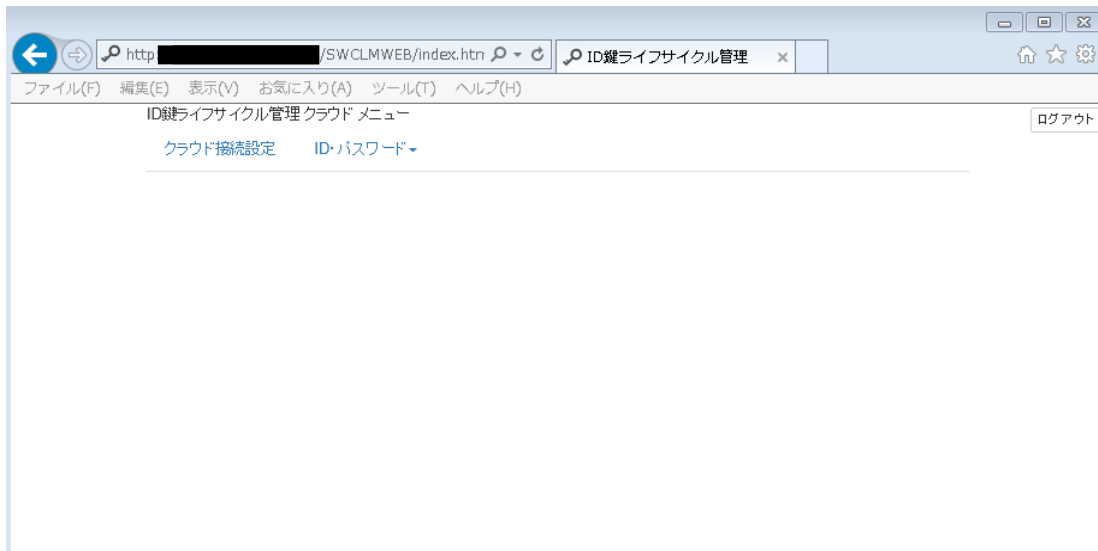 http /SWCLMWEB/index.htm
ID鍵ライフサイクル管理
ファイル(F) 編集(E) 表示(V) お気に入り(A) ツール(T) ヘルプ(H)
ID鍵ライフサイクル管理 クラウド メニュー
ログアウト
クラウド接続設定 ID・パスワード